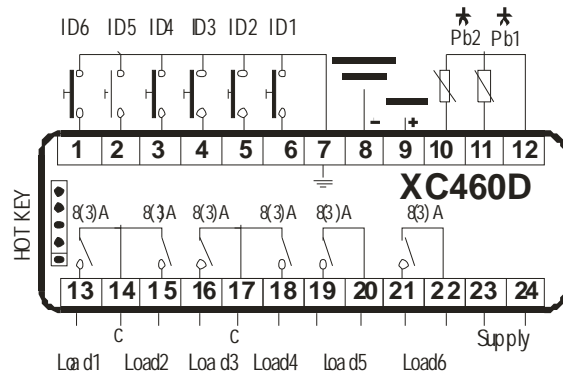 ID6 ID5 ID4 ID3 ID2 ID1 Pb2 Pb1
- +
1 2 3 4 5 6 7 8 9 10 11 12
XC460D
HOT KEY
8(3)A 8(3)A 8(3)A 8(3)A 8(3)A 8(3)A
13 14 15 16 17 18 19 20 21 22 23 24
C C Supply
Load1 Load2 Load3 Load4 Load5 Load6